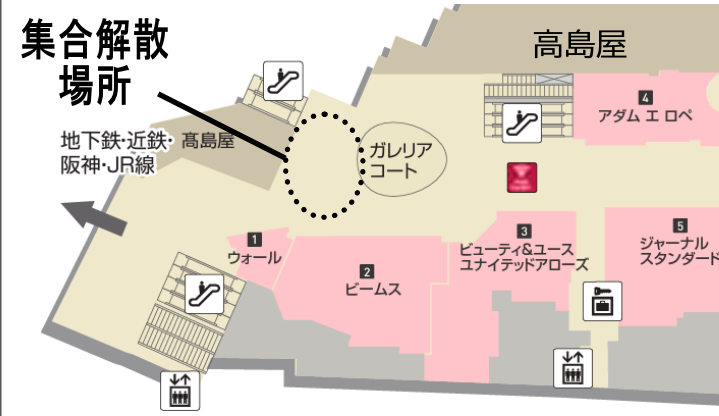 集合解散
場所
高島屋
4
アダム エ ロペ
地下鉄・近鉄・
阪神・JR線
髙島屋
ガレリア
コート
1
ウォール
2
ビームス
3
ビューティ&ユース
ユナイテッドアローズ
5
ジャーナル
スタンダード